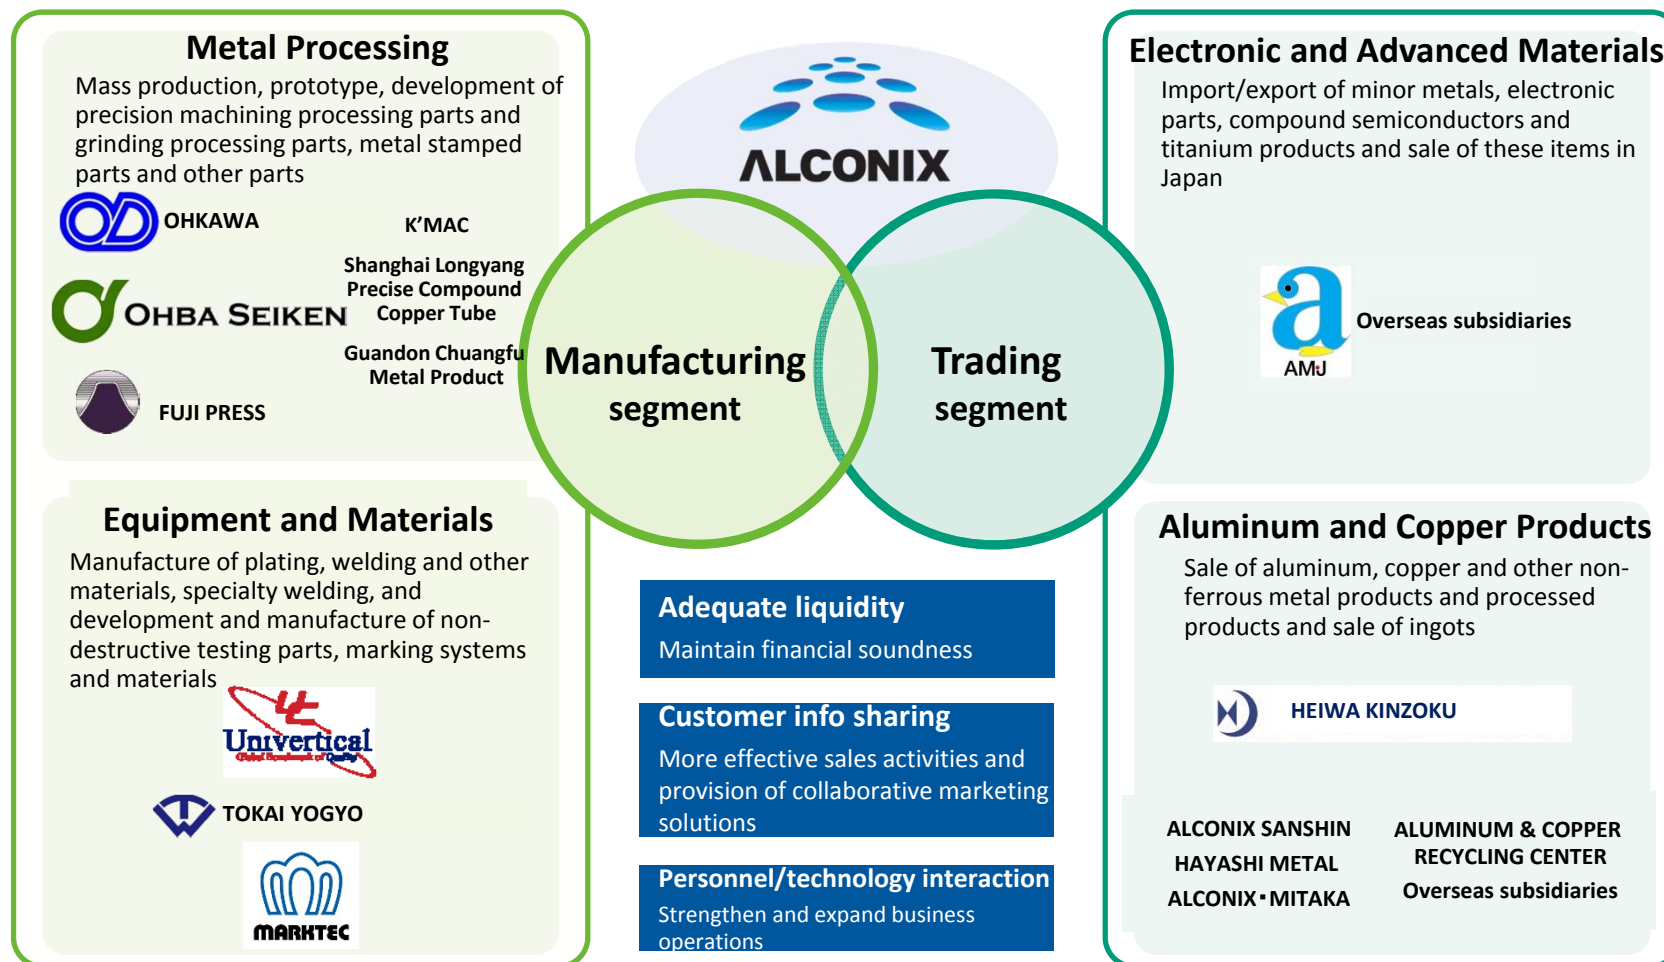 Metal Processing
Mass production, prototype, development of
precision machining processing parts and
grinding processing parts, metal stamped
parts and other parts
OHKAWA
K’MAC
OHBA SEIKEN
Shanghai Longyang
Precise Compound
Copper Tube
Guandon Chuangfu
Metal Product
FUJI PRESS
Equipment and Materials
Manufacture of plating, welding and other
materials, specialty welding, and
development and manufacture of non-
destructive testing parts, marking systems
and materials
Univertical
TOKAI YOGYO
MARKTEC
ALCONIX
Manufacturing
segment
Trading
segment
Adequate liquidity
Maintain financial soundness
Customer info sharing
More effective sales activities and
provision of collaborative marketing
solutions
Personnel/technology interaction
Strengthen and expand business
operations
Electronic and Advanced Materials
Import/export of minor metals, electronic
parts, compound semiconductors and
titanium products and sale of these items in
Japan
a
AMJ
Overseas subsidiaries
Aluminum and Copper Products
Sale of aluminum, copper and other non-
ferrous metal products and processed
products and sale of ingots
HEIWA KINZOKU
ALCONIX SANSHIN
HAYASHI METAL
ALCONIX・MITAKA
ALUMINUM & COPPER
RECYCLING CENTER
Overseas subsidiaries